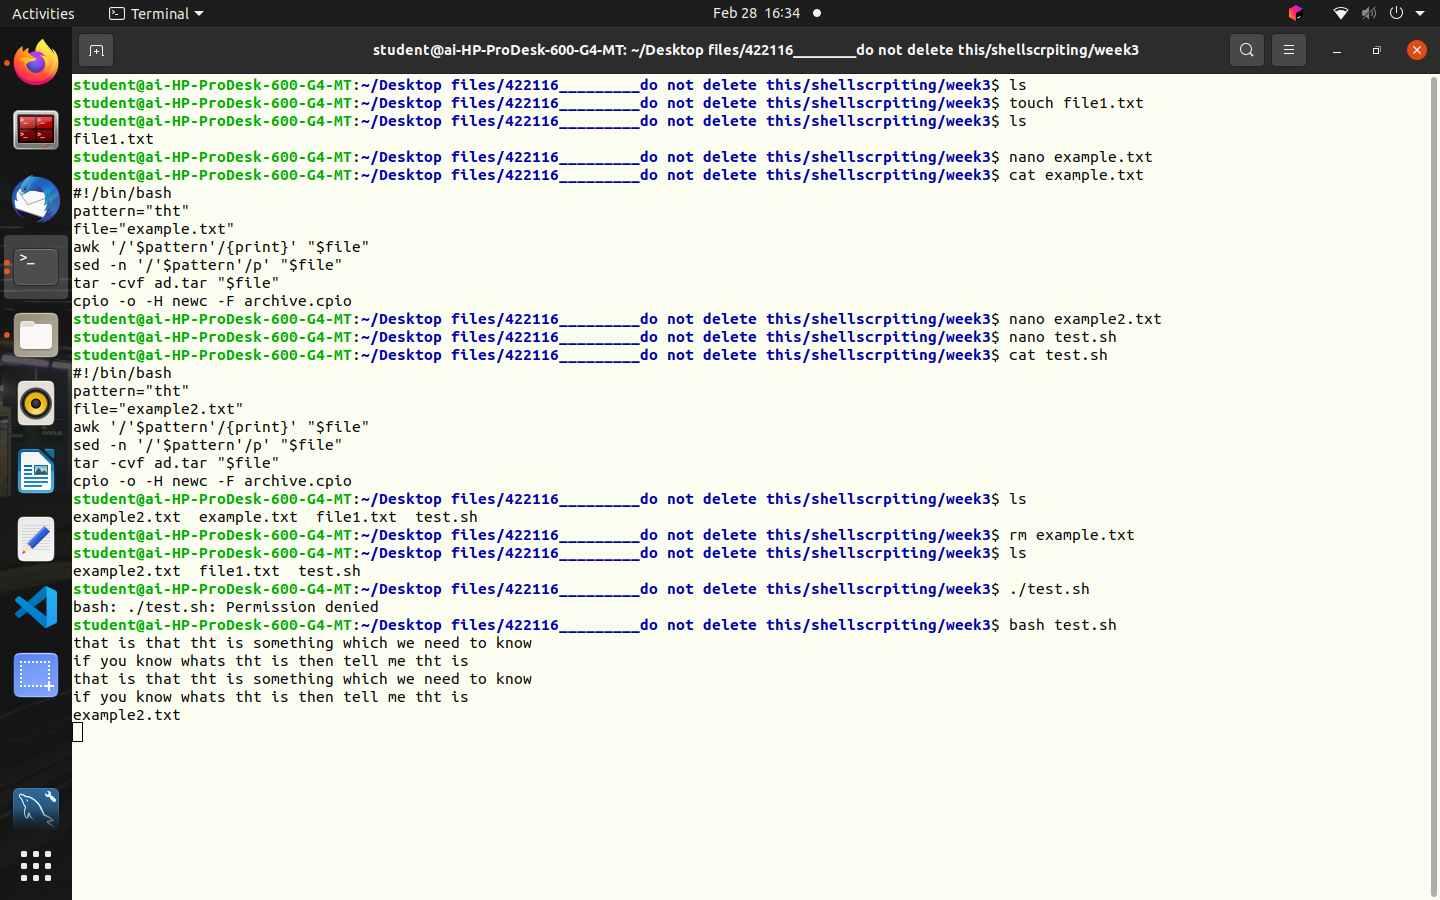 Activities
Terminal
Feb 28 16:34
student@ai-HP-ProDesk-600-G4-MT: ~/Desktop files/422116_________do not delete this/shellscrpiting/week3
student@ai-HP-ProDesk-600-G4-MT:~/Desktop files/422116_________do not delete this/shellscrpiting/week3$ ls
student@ai-HP-ProDesk-600-G4-MT:~/Desktop files/422116_________do not delete this/shellscrpiting/week3$ touch file1.txt
student@ai-HP-ProDesk-600-G4-MT:~/Desktop files/422116_________do not delete this/shellscrpiting/week3$ ls
file1.txt
student@ai-HP-ProDesk-600-G4-MT:~/Desktop files/422116_________do not delete this/shellscrpiting/week3$ nano example.txt
student@ai-HP-ProDesk-600-G4-MT:~/Desktop files/422116_________do not delete this/shellscrpiting/week3$ cat example.txt
#!/bin/bash
pattern="tht"
file="example.txt"
awk '/'$pattern'/{print}' "$file"
sed -n '/'$pattern'/p' "$file"
tar -cvf ad.tar "$file"
cpio -o -H newc -F archive.cpio
student@ai-HP-ProDesk-600-G4-MT:~/Desktop files/422116_________do not delete this/shellscrpiting/week3$ nano example2.txt
student@ai-HP-ProDesk-600-G4-MT:~/Desktop files/422116_________do not delete this/shellscrpiting/week3$ nano test.sh
student@ai-HP-ProDesk-600-G4-MT:~/Desktop files/422116_________do not delete this/shellscrpiting/week3$ cat test.sh
#!/bin/bash
pattern="tht"
file="example2.txt"
awk '/'$pattern'/{print}' "$file"
sed -n '/'$pattern'/p' "$file"
tar -cvf ad.tar "$file"
cpio -o -H newc -F archive.cpio
student@ai-HP-ProDesk-600-G4-MT:~/Desktop files/422116_________do not delete this/shellscrpiting/week3$ ls
example2.txt  example.txt  file1.txt  test.sh
student@ai-HP-ProDesk-600-G4-MT:~/Desktop files/422116_________do not delete this/shellscrpiting/week3$ rm example.txt
student@ai-HP-ProDesk-600-G4-MT:~/Desktop files/422116_________do not delete this/shellscrpiting/week3$ ls
example2.txt  file1.txt  test.sh
student@ai-HP-ProDesk-600-G4-MT:~/Desktop files/422116_________do not delete this/shellscrpiting/week3$ ./test.sh
bash: ./test.sh: Permission denied
student@ai-HP-ProDesk-600-G4-MT:~/Desktop files/422116_________do not delete this/shellscrpiting/week3$ bash test.sh
that is that tht is something which we need to know
if you know whats tht is then tell me tht is
that is that tht is something which we need to know
if you know whats tht is then tell me tht is
example2.txt